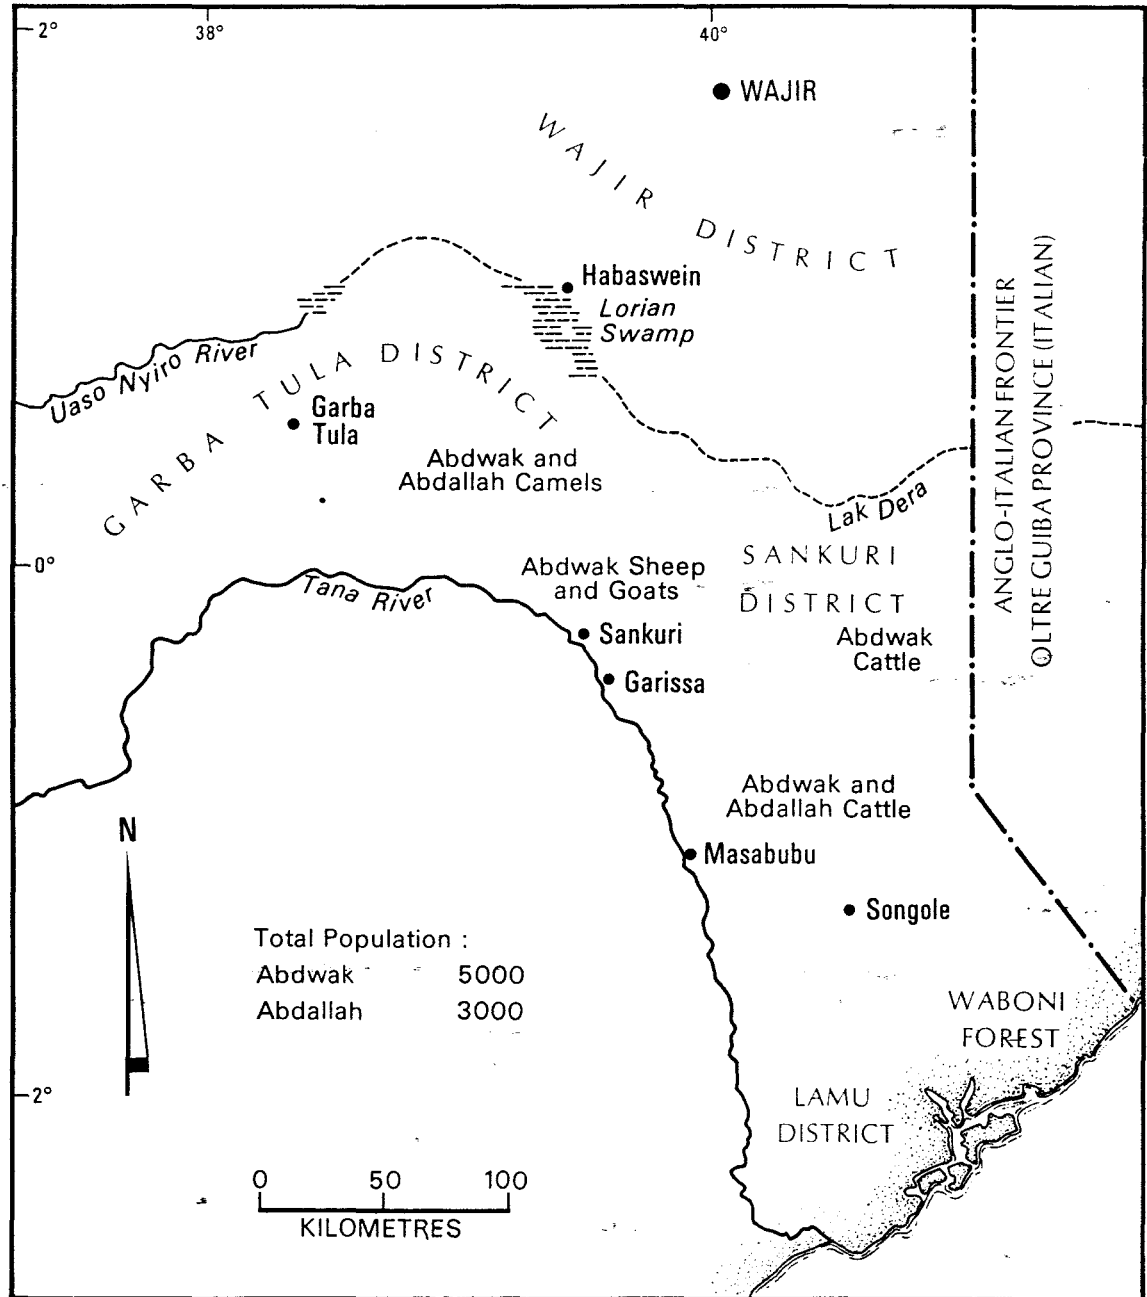 2°
38°
40°
WAJIR
WAJIR DISTRICT
Habaswein
Lorian
Swamp
Uaso Nyiro River
GARBA TULA DISTRICT
Garba
Tula
Abdwak and
Abdallah Camels
Lak Dera
ANGLO-ITALIAN FRONTIER
OLTRE GUIBA PROVINCE (ITALIAN)
0°
Tana River
Abdwak Sheep
and Goats
SANKURI
DISTRICT
Sankuri
Abdwak
Cattle
Garissa
Abdwak and
Abdallah Cattle
N
Masabubu
Songole
Total Population :
Abdwak 5000
Abdallah 3000
WABONI
FOREST
2°
LAMU
DISTRICT
0 50 100
KILOMETRES